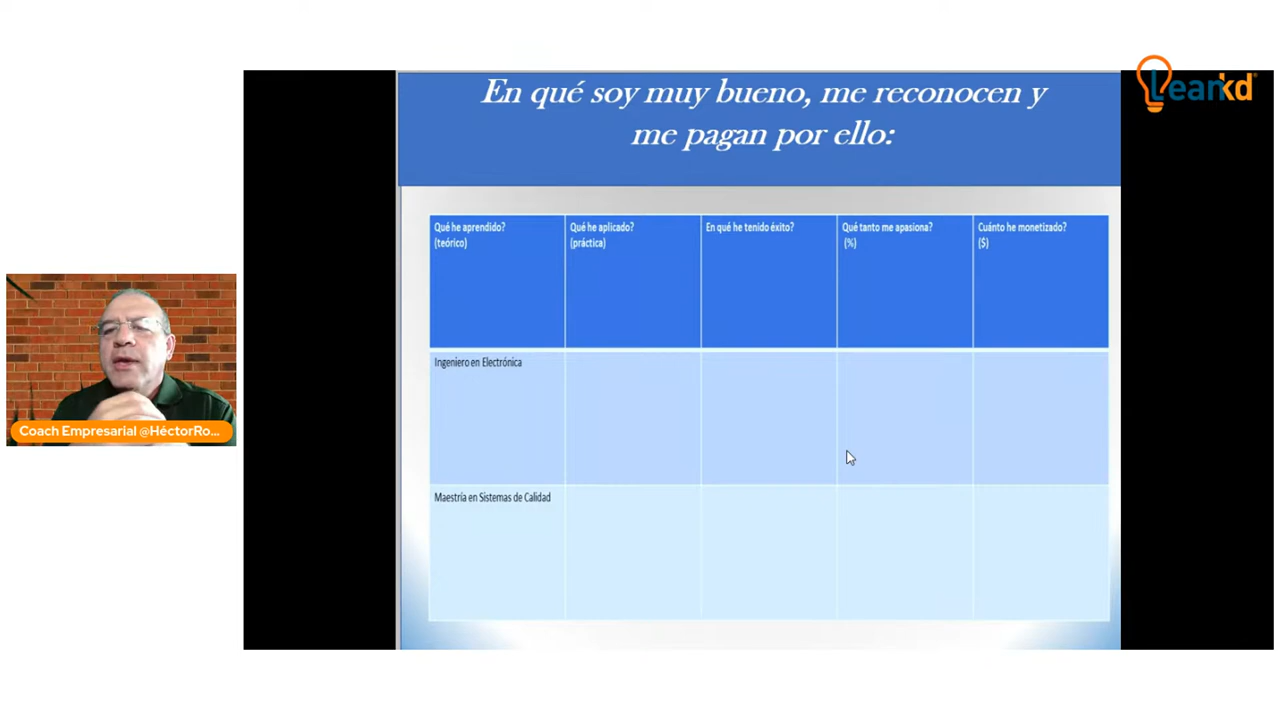 En qué soy muy bueno, me reconocen y
me pagan por ello:
Leankd
Qué he aprendido?
(teórico)
Qué he aplicado?
(práctica)
En qué he tenido éxito?
Qué tanto me apasiona?
(%)
Cuánto he monetizado?
($)
Ingeniero en Electrónica
Maestría en Sistemas de Calidad
Coach Empresarial @HéctorRo...